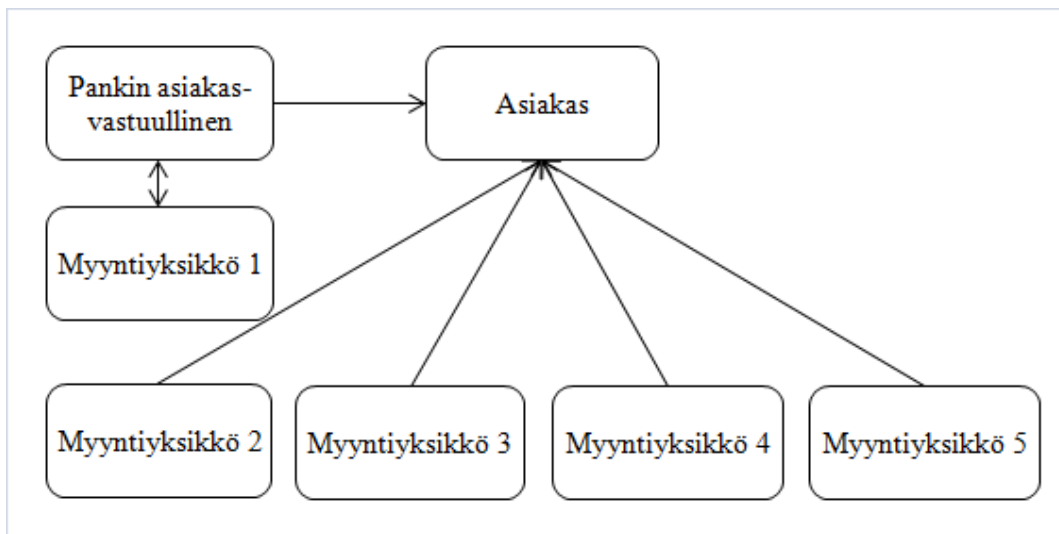 Pankin asiakas-
vastuullinen
Asiakas
Myyntiyksikkö 1
Myyntiyksikkö 2
Myyntiyksikkö 3
Myyntiyksikkö 4
Myyntiyksikkö 5